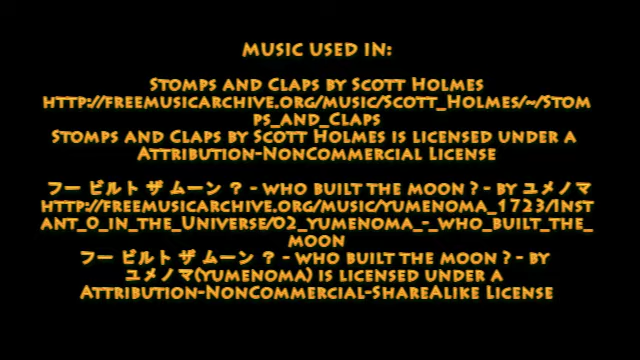 MUSIC USED IN:
STOMPS AND CLAPS BY SCOTT HOLMES
HTTP://FREEMUSICARCHIVE.ORG/MUSIC/SCOTT_HOLMES/~/STOM
PS_AND_CLAPS
STOMPS AND CLAPS BY SCOTT HOLMES IS LICENSED UNDER A
ATTRIBUTION-NONCOMMERCIAL LICENSE
フー ビルト ザ ムーン ? - WHO BUILT THE MOON ? - BY ユメノマ
HTTP://FREEMUSICARCHIVE.ORG/MUSIC/YUMENOMA_1723/INST
ANT_0_IN_THE_UNIVERSE/02_YUMENOMA_-_WHO_BUILT_THE_
MOON
フー ビルト ザ ムーン ? - WHO BUILT THE MOON ? - BY
ユメノマ(YUMENOMA) IS LICENSED UNDER A
ATTRIBUTION-NONCOMMERCIAL-SHAREALIKE LICENSE